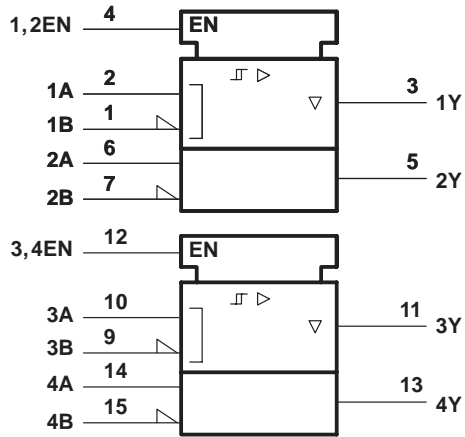 1,2EN 4 EN
1A 2
3 1Y
1B 1
2A 6
5 2Y
2B 7
3,4EN 12 EN
3A 10
11 3Y
3B 9
4A 14
13 4Y
4B 15